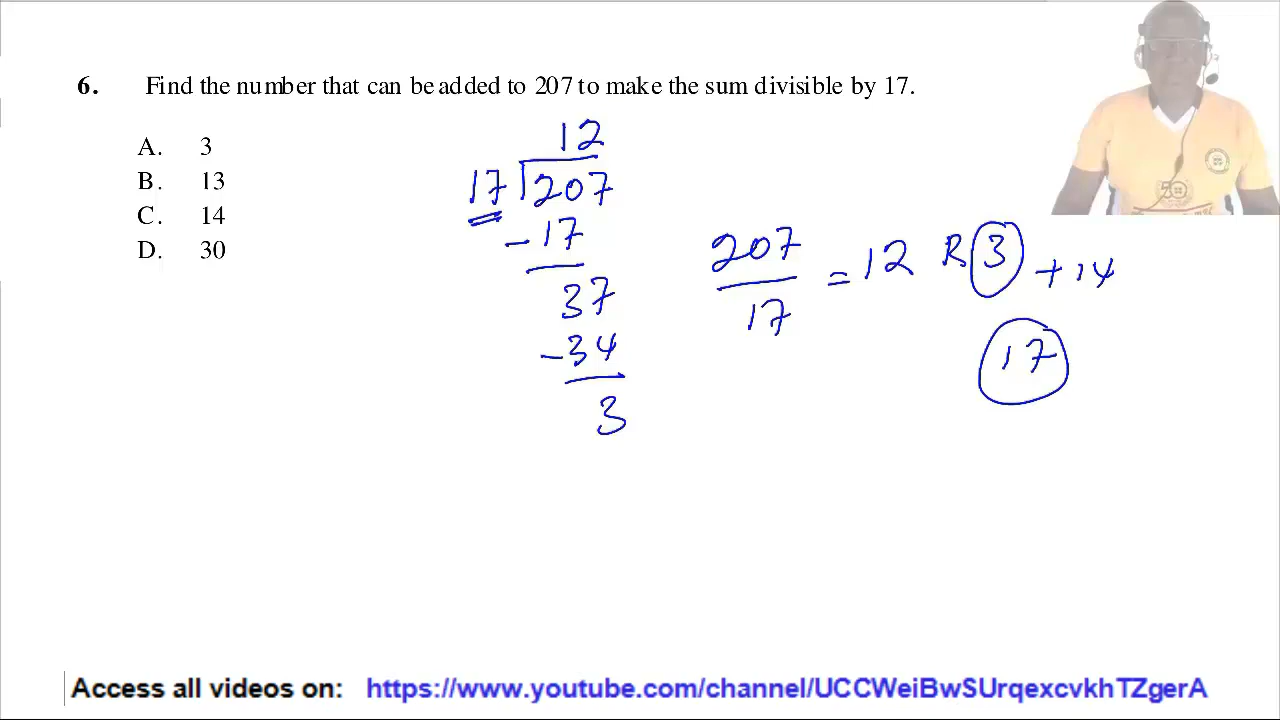 6. Find the number that can be added to 207 to make the sum divisible by 17.
A. 3
B. 13
C. 14
D. 30
12
17 207
-17
37
-34
3
207/17 = 12 R 3 + 14
17
Access all videos on: https://www.youtube.com/channel/UCCWeiBwSUrqexcvkhTZgerA